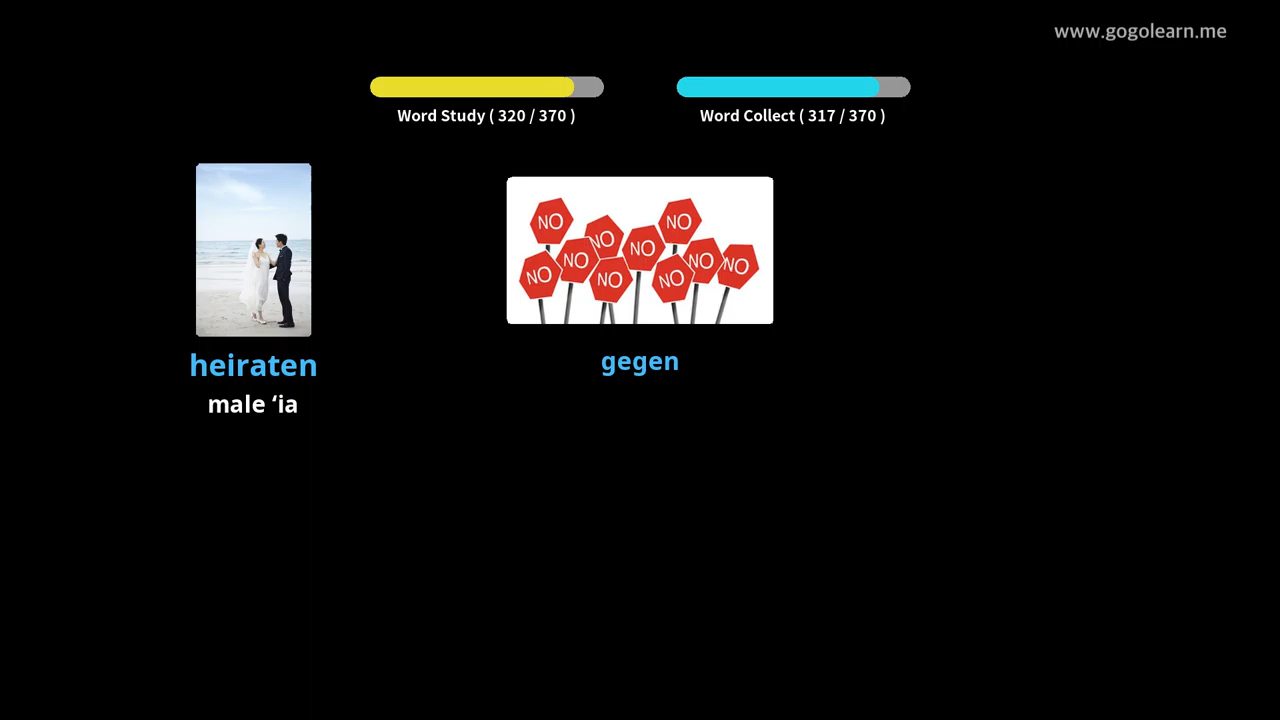 www.gogolearn.me
Word Study ( 320 / 370 )
Word Collect ( 317 / 370 )
NO
NO
NO
NO
NO
NO
NO
NO
NO
NO
heiraten
male ‘ia
gegen